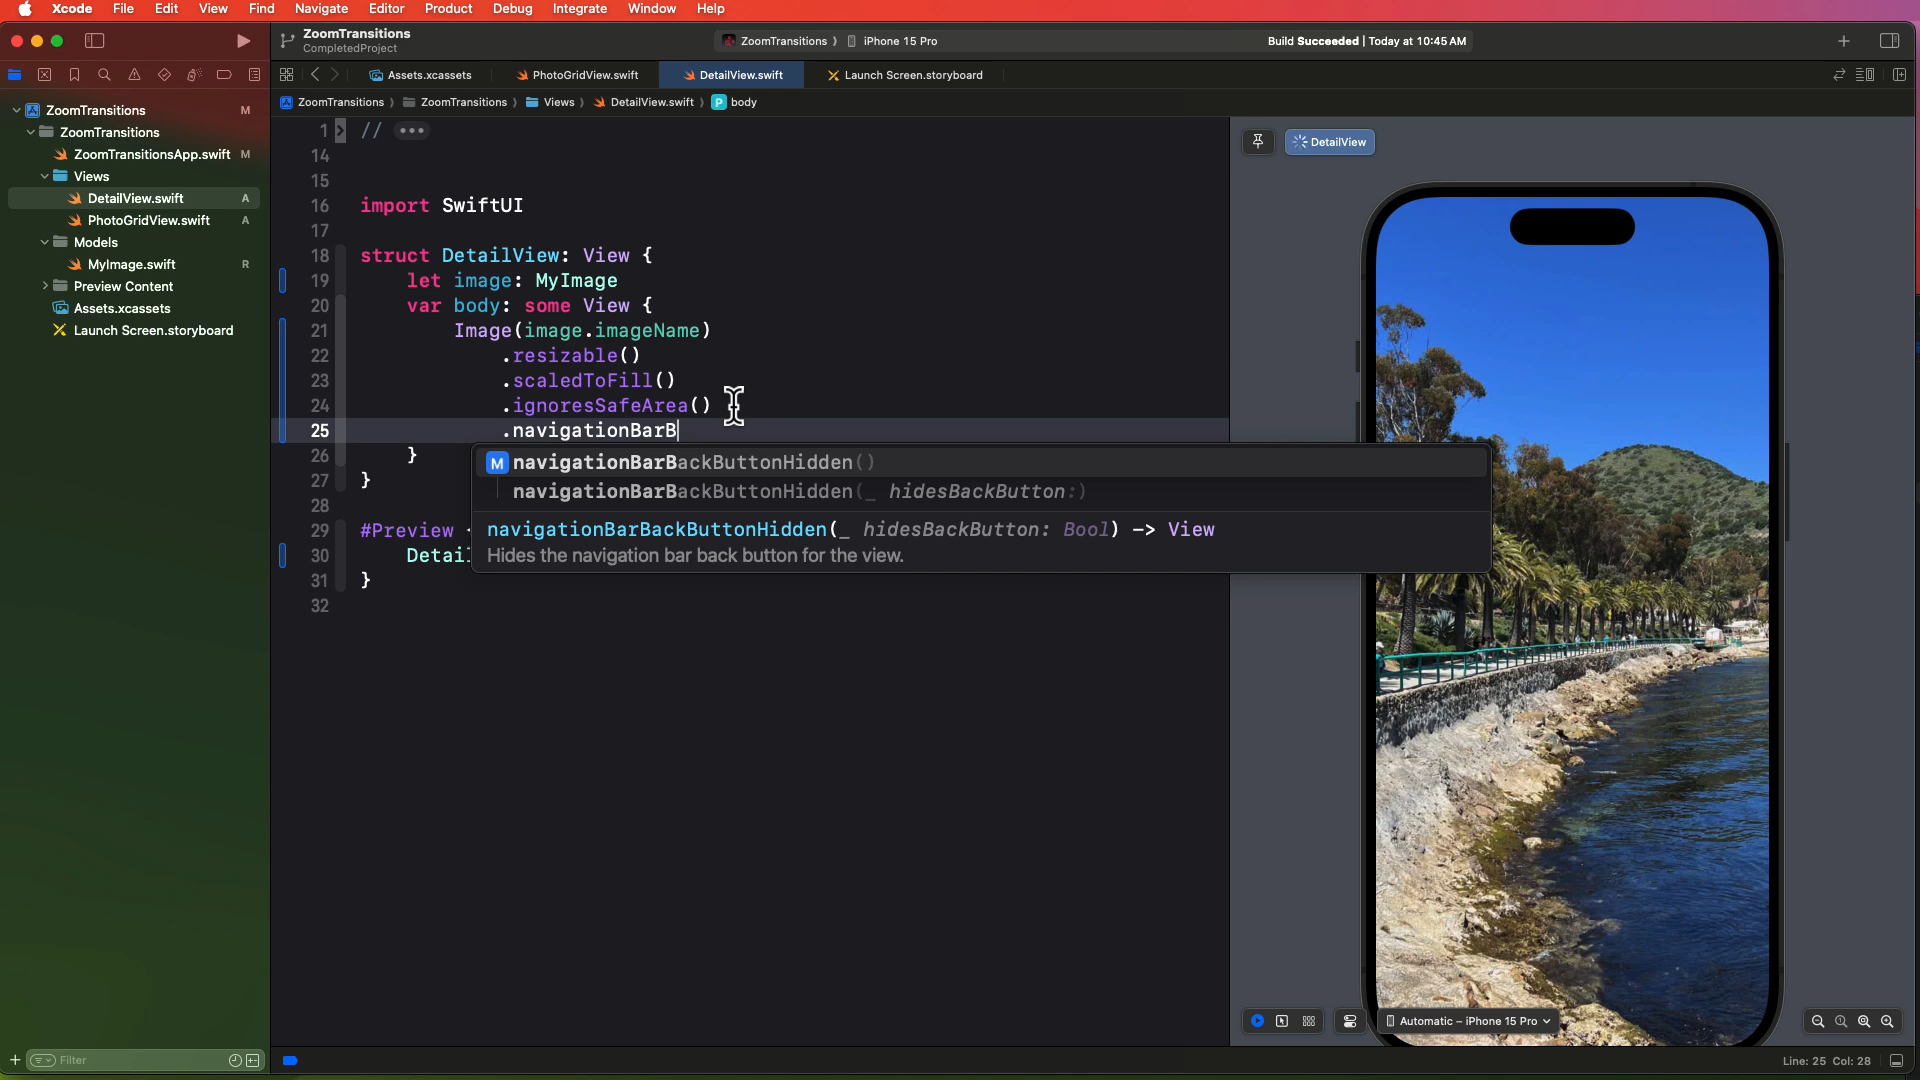 Xcode File Edit View Find Navigate Editor Product Debug Integrate Window Help
ZoomTransitions
CompletedProject
ZoomTransitions iPhone 15 Pro
Build Succeeded | Today at 10:45 AM
Assets.xcassets PhotoGridView.swift DetailView.swift Launch Screen.storyboard
ZoomTransitions ZoomTransitions Views DetailView.swift P body
ZoomTransitions M
ZoomTransitions
ZoomTransitionsApp.swift M
Views
DetailView.swift A
PhotoGridView.swift A
Models
MyImage.swift R
Preview Content
Assets.xcassets
Launch Screen.storyboard
1 // •••
14
15
16 import SwiftUI
17
18 struct DetailView: View {
19 let image: MyImage
20 var body: some View {
21 Image(image.imageName)
22 .resizable()
23 .scaledToFill()
24 .ignoresSafeArea()
25 .navigationBarB
26 }
27 }
28
29 #Preview
30 Detai
31 }
32
M navigationBarBackButtonHidden()
navigationBarBackButtonHidden(_ hidesBackButton:)
navigationBarBackButtonHidden(_ hidesBackButton: Bool) -> View
Hides the navigation bar back button for the view.
DetailView
Automatic – iPhone 15 Pro
Filter
Line: 25 Col: 28